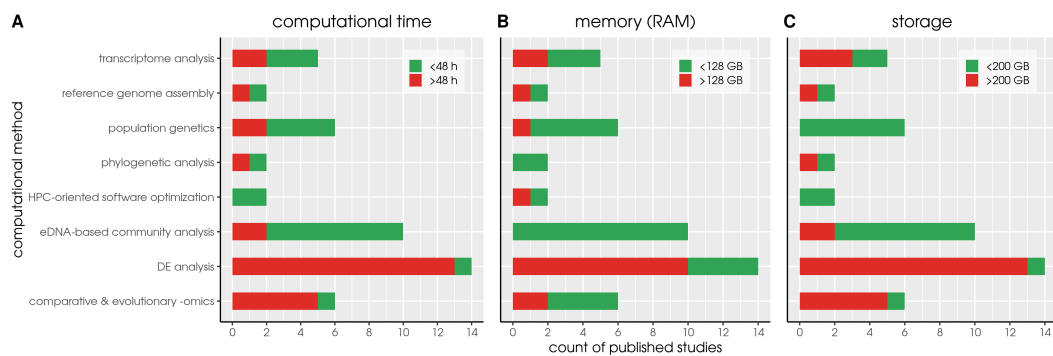 A computational time
B memory (RAM)
C storage
computational method
transcriptome analysis
reference genome assembly
population genetics
phylogenetic analysis
HPC-oriented software optimization
eDNA-based community analysis
DE analysis
comparative & evolutionary -omics
<48 h
>48 h
<128 GB
>128 GB
<200 GB
>200 GB
0 2 4 6 8 10 12 14
0 2 4 6 8 10 12 14
0 2 4 6 8 10 12 14
count of published studies